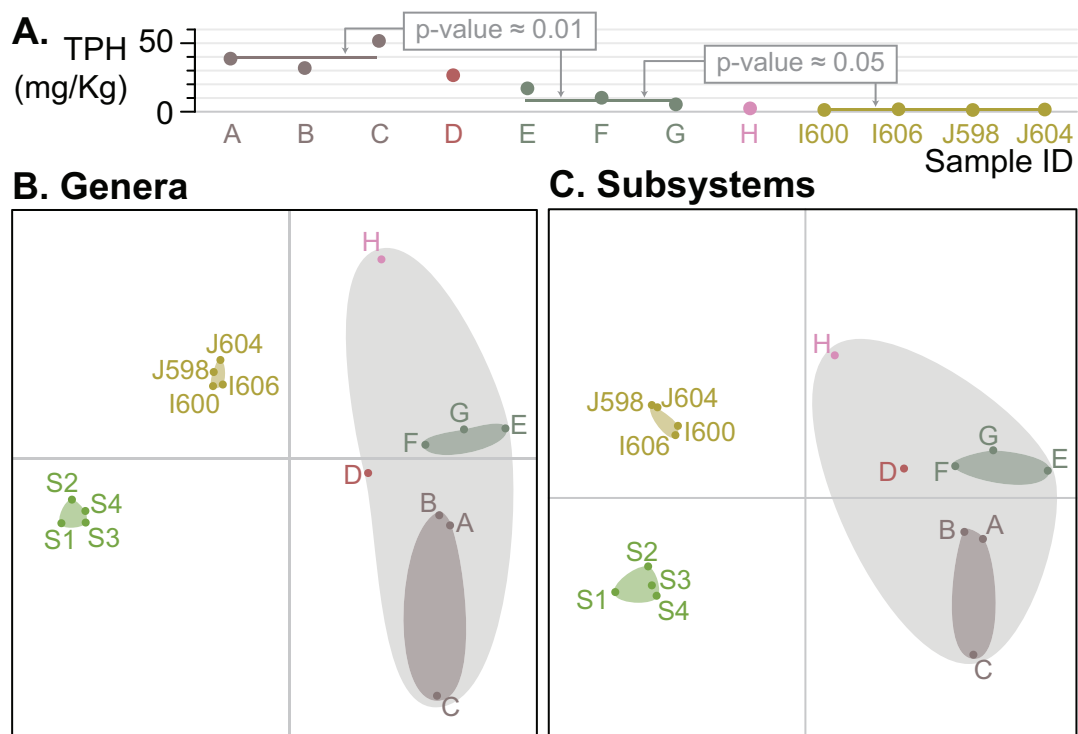 A.
TPH
(mg/Kg)
50
0
p-value ≈ 0.01
p-value ≈ 0.05
A B C D E F G H I600 I606 J598 J604
Sample ID
B. Genera
H
J604
J598
I606
I600
G
E
F
D
S2
S4
S1
S3
B
A
C
C. Subsystems
H
J598
J604
I600
I606
G
E
F
D
B
A
S2
S3
S1
S4
C